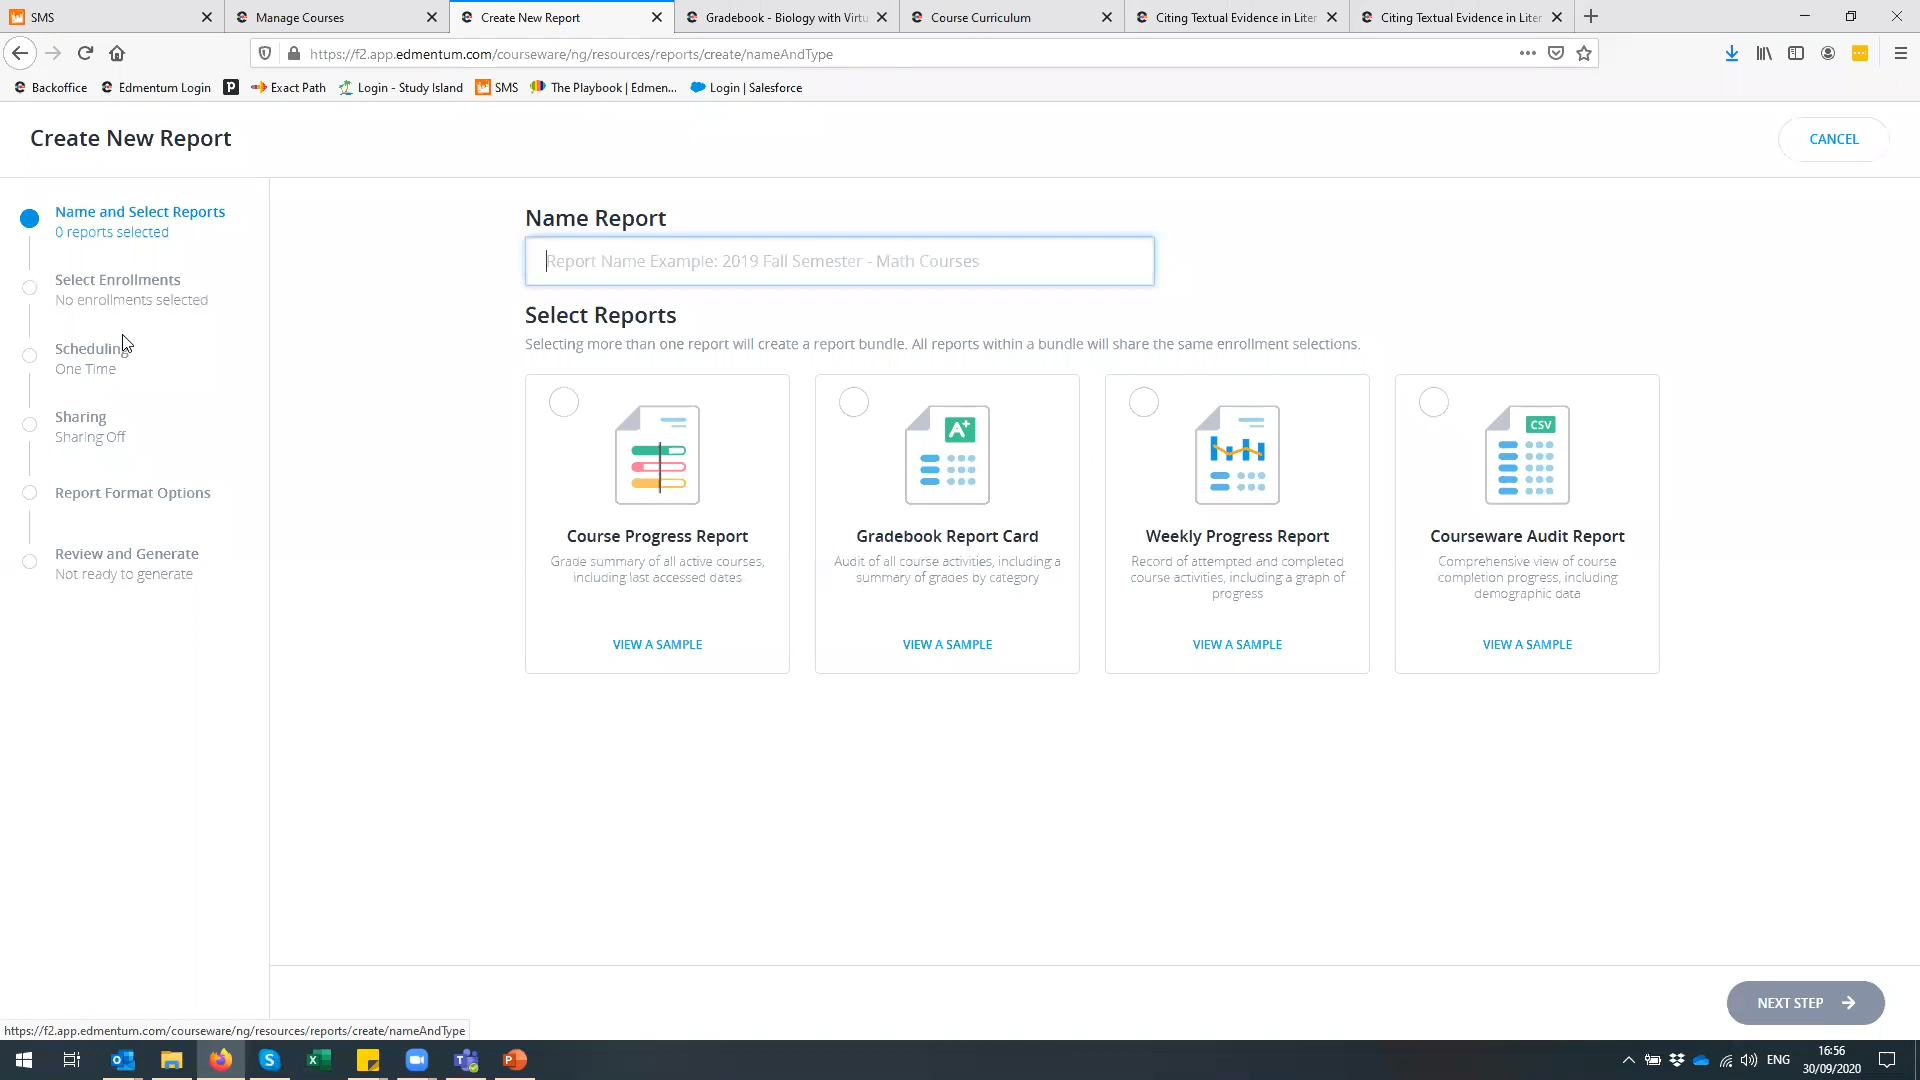 SMS
Manage Courses
Create New Report
Gradebook - Biology with Virtu
Course Curriculum
Citing Textual Evidence in Liter
Citing Textual Evidence in Liter
https://f2.app.edmentum.com/courseware/ng/resources/reports/create/nameAndType
Backoffice
Edmentum Login
Exact Path
Login - Study Island
SMS
The Playbook | Edmen...
Login | Salesforce
Create New Report
CANCEL
Name and Select Reports
0 reports selected
Select Enrollments
No enrollments selected
Scheduling
One Time
Sharing
Sharing Off
Report Format Options
Review and Generate
Not ready to generate
Name Report
Report Name Example: 2019 Fall Semester - Math Courses
Select Reports
Selecting more than one report will create a report bundle. All reports within a bundle will share the same enrollment selections.
Course Progress Report
Grade summary of all active courses,
including last accessed dates
VIEW A SAMPLE
A+
Gradebook Report Card
Audit of all course activities, including a
summary of grades by category
VIEW A SAMPLE
Weekly Progress Report
Record of attempted and completed
course activities, including a graph of
progress
VIEW A SAMPLE
CSV
Courseware Audit Report
Comprehensive view of course
completion progress, including
demographic data
VIEW A SAMPLE
NEXT STEP
https://f2.app.edmentum.com/courseware/ng/resources/reports/create/nameAndType
ENG
16:56
30/09/2020